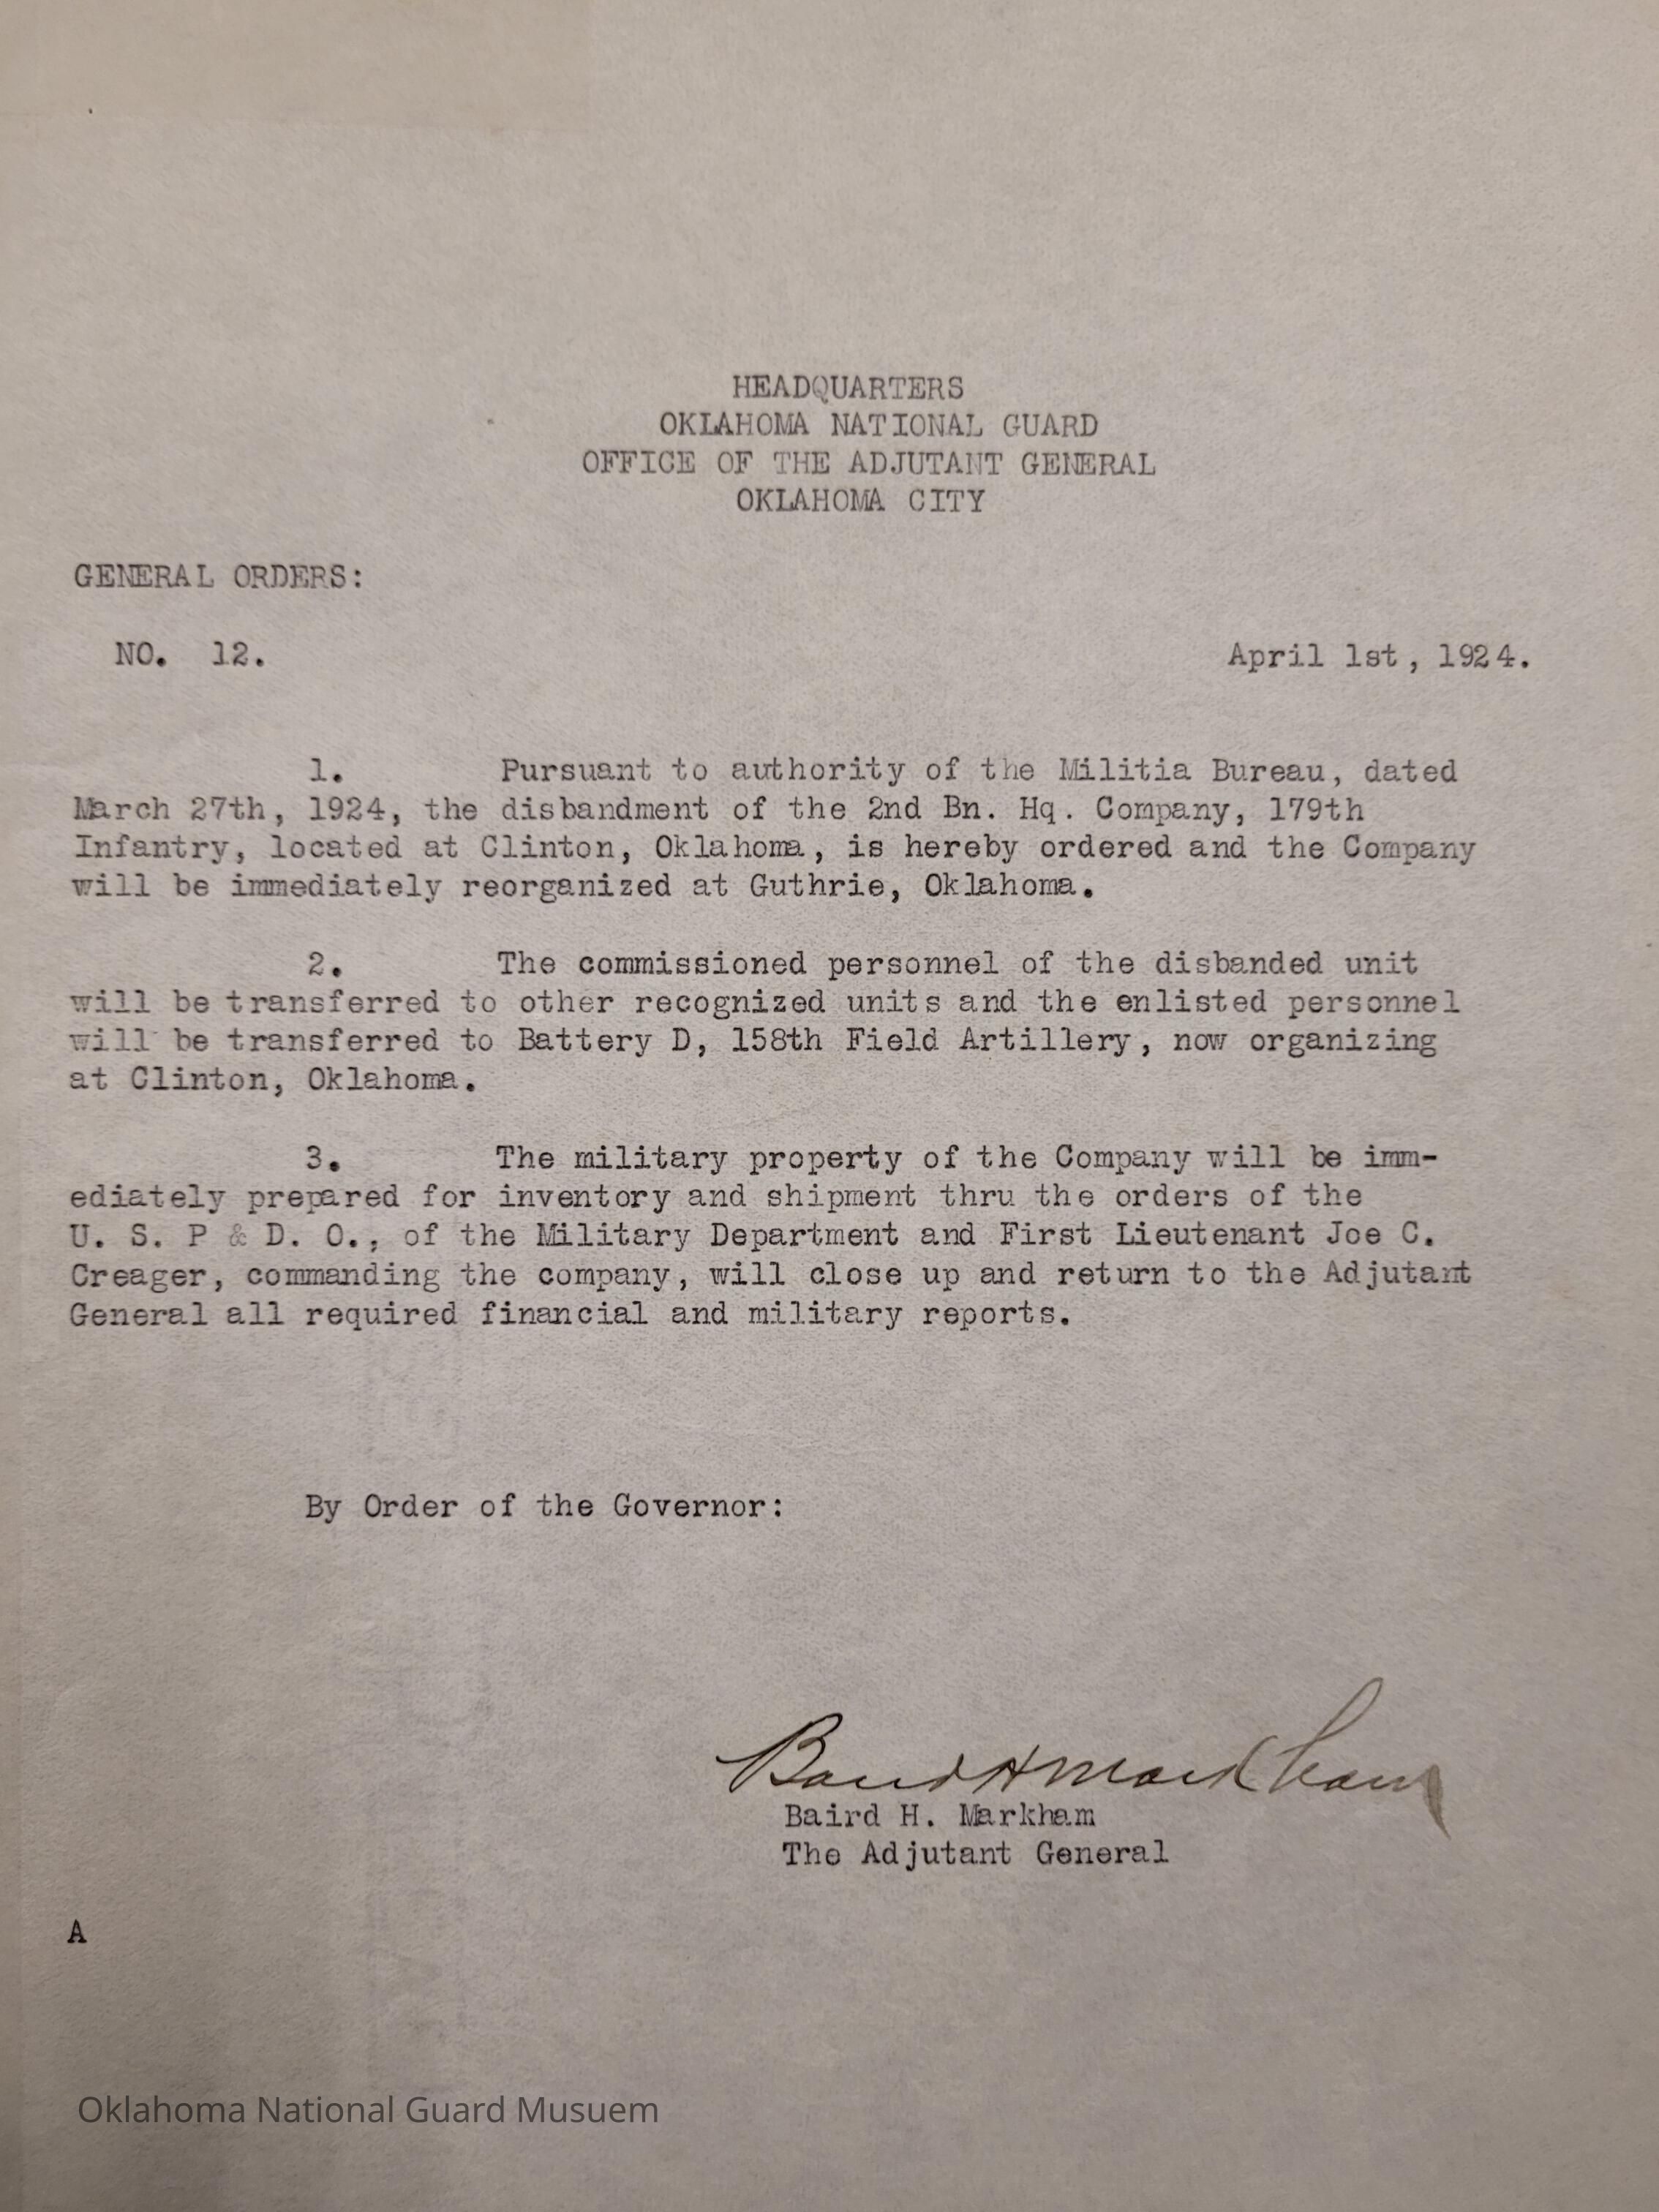 HEADQUARTERS
OKLAHOMA NATIONAL GUARD
OFFICE OF THE ADJUTANT GENERAL
OKLAHOMA CITY
GENERAL ORDERS:
NO. 12. April 1st, 1924.
1. Pursuant to authority of the Militia Bureau, dated
March 27th, 1924, the disbandment of the 2nd Bn. Hq. Company, 179th
Infantry, located at Clinton, Oklahoma, is hereby ordered and the Company
will be immediately reorganized at Guthrie, Oklahoma.
2. The commissioned personnel of the disbanded unit
will be transferred to other recognized units and the enlisted personnel
will be transferred to Battery D, 158th Field Artillery, now organizing
at Clinton, Oklahoma.
3. The military property of the Company will be imm-
ediately prepared for inventory and shipment thru the orders of the
U. S. P & D. O., of the Military Department and First Lieutenant Joe C.
Creager, commanding the company, will close up and return to the Adjutant
General all required financial and military reports.
By Order of the Governor:
Baird H Markham
Baird H. Markham
The Adjutant General
A
Oklahoma National Guard Musuem